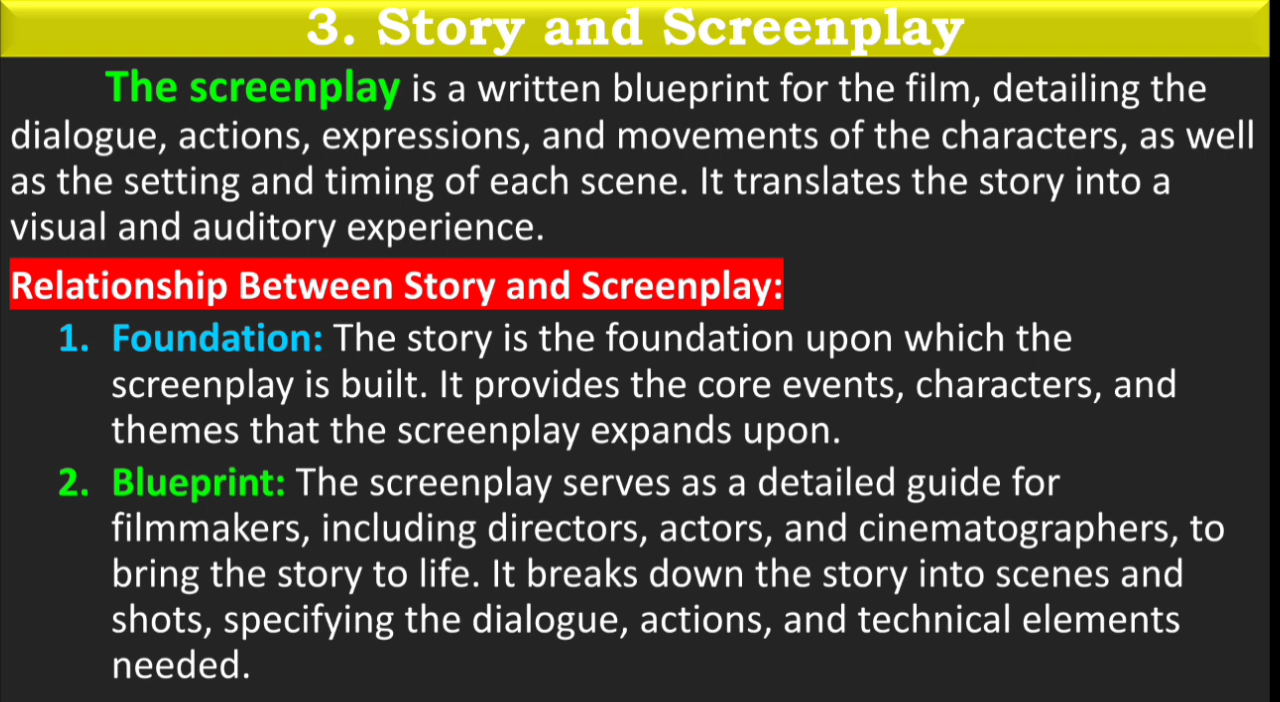 3. Story and Screenplay
The screenplay is a written blueprint for the film, detailing the
dialogue, actions, expressions, and movements of the characters, as well
as the setting and timing of each scene. It translates the story into a
visual and auditory experience.
Relationship Between Story and Screenplay:
1. Foundation: The story is the foundation upon which the
screenplay is built. It provides the core events, characters, and
themes that the screenplay expands upon.
2. Blueprint: The screenplay serves as a detailed guide for
filmmakers, including directors, actors, and cinematographers, to
bring the story to life. It breaks down the story into scenes and
shots, specifying the dialogue, actions, and technical elements
needed.